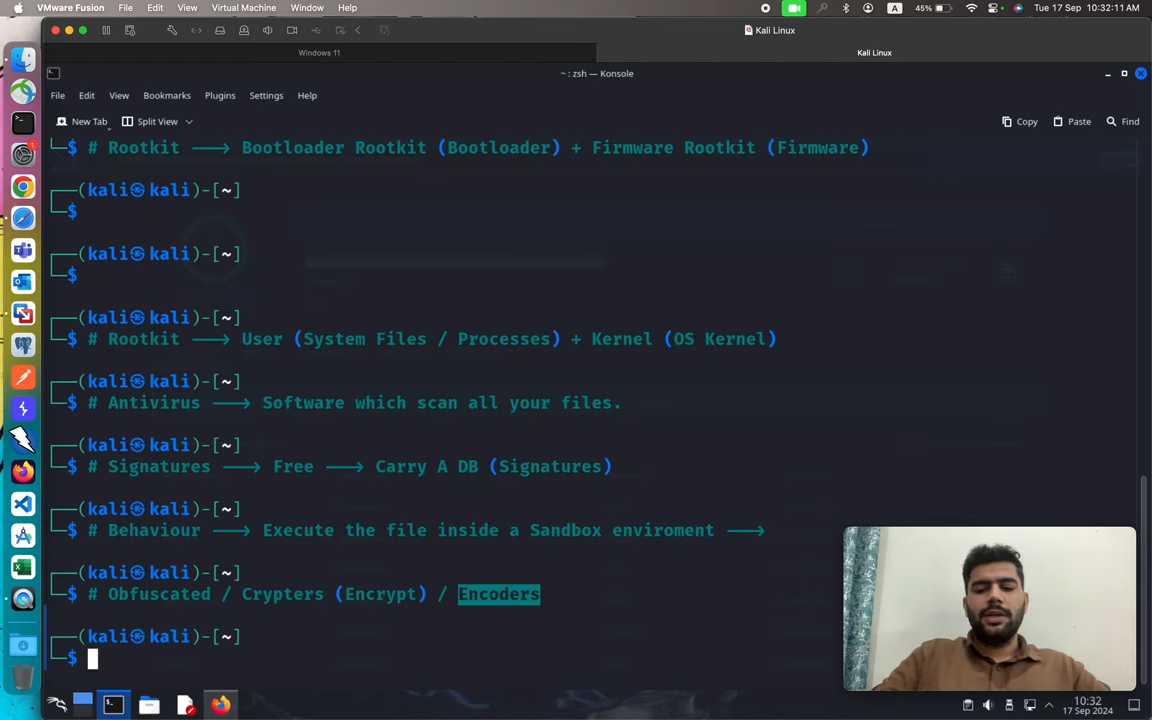 VMware Fusion File Edit View Virtual Machine Window Help A 45% Tue 17 Sep 10:32:11 AM
Kali Linux
Windows 11 Kali Linux
~ : zsh — Konsole
File Edit View Bookmarks Plugins Settings Help
New Tab Split View Copy Paste Find
└─$ # Rootkit ⟶ Bootloader Rootkit (Bootloader) + Firmware Rootkit (Firmware)
┌──(kali㉿kali)-[~]
└─$
┌──(kali㉿kali)-[~]
└─$
┌──(kali㉿kali)-[~]
└─$ # Rootkit ⟶ User (System Files / Processes) + Kernel (OS Kernel)
┌──(kali㉿kali)-[~]
└─$ # Antivirus ⟶ Software which scan all your files.
┌──(kali㉿kali)-[~]
└─$ # Signatures ⟶ Free ⟶ Carry A DB (Signatures)
┌──(kali㉿kali)-[~]
└─$ # Behaviour ⟶ Execute the file inside a Sandbox enviroment ⟶
┌──(kali㉿kali)-[~]
└─$ # Obfuscated / Crypters (Encrypt) / Encoders
┌──(kali㉿kali)-[~]
└─$
10:32
17 Sep 2024